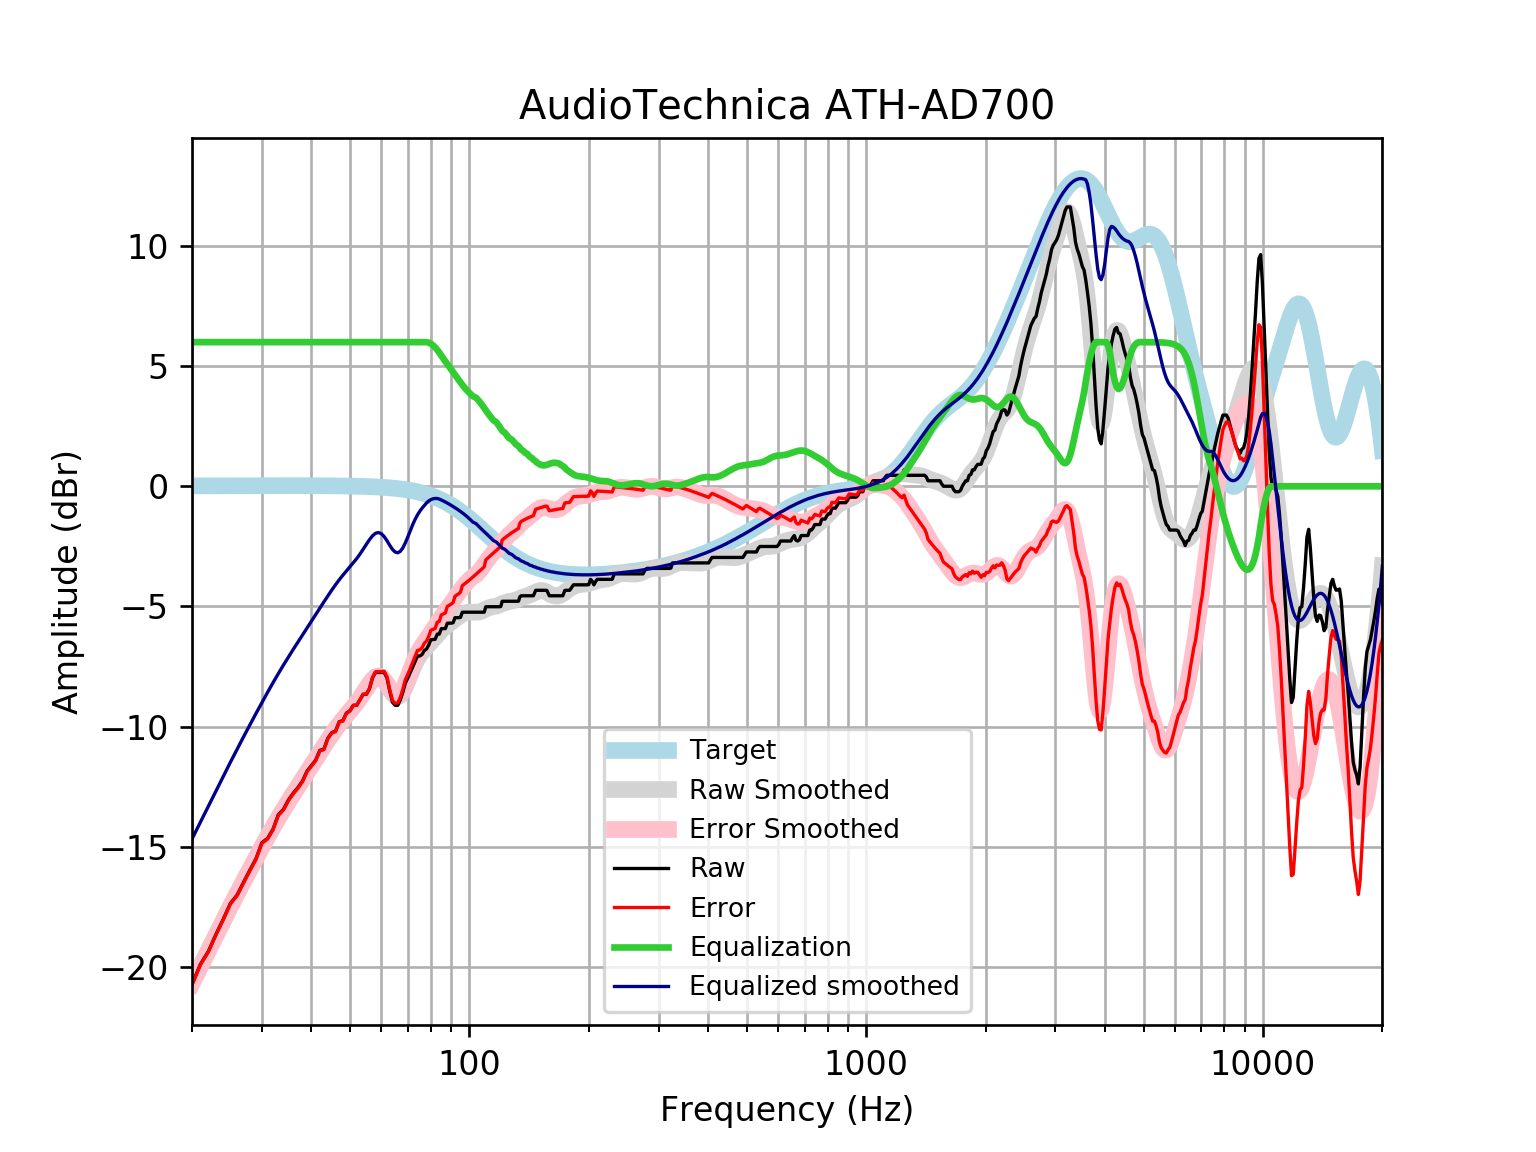 AudioTechnica ATH-AD700
Amplitude (dBr)
10
5
0
−5
−10
−15
−20
Target
Raw Smoothed
Error Smoothed
Raw
Error
Equalization
Equalized smoothed
100
1000
10000
Frequency (Hz)